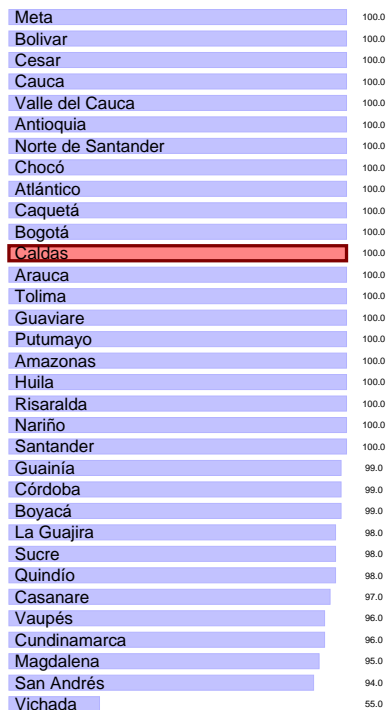 Meta 100.0
Bolivar 100.0
Cesar 100.0
Cauca 100.0
Valle del Cauca 100.0
Antioquia 100.0
Norte de Santander 100.0
Chocó 100.0
Atlántico 100.0
Caquetá 100.0
Bogotá 100.0
Caldas 100.0
Arauca 100.0
Tolima 100.0
Guaviare 100.0
Putumayo 100.0
Amazonas 100.0
Huila 100.0
Risaralda 100.0
Nariño 100.0
Santander 100.0
Guainía 99.0
Córdoba 99.0
Boyacá 99.0
La Guajira 98.0
Sucre 98.0
Quindío 98.0
Casanare 97.0
Vaupés 96.0
Cundinamarca 96.0
Magdalena 95.0
San Andrés 94.0
Vichada 55.0